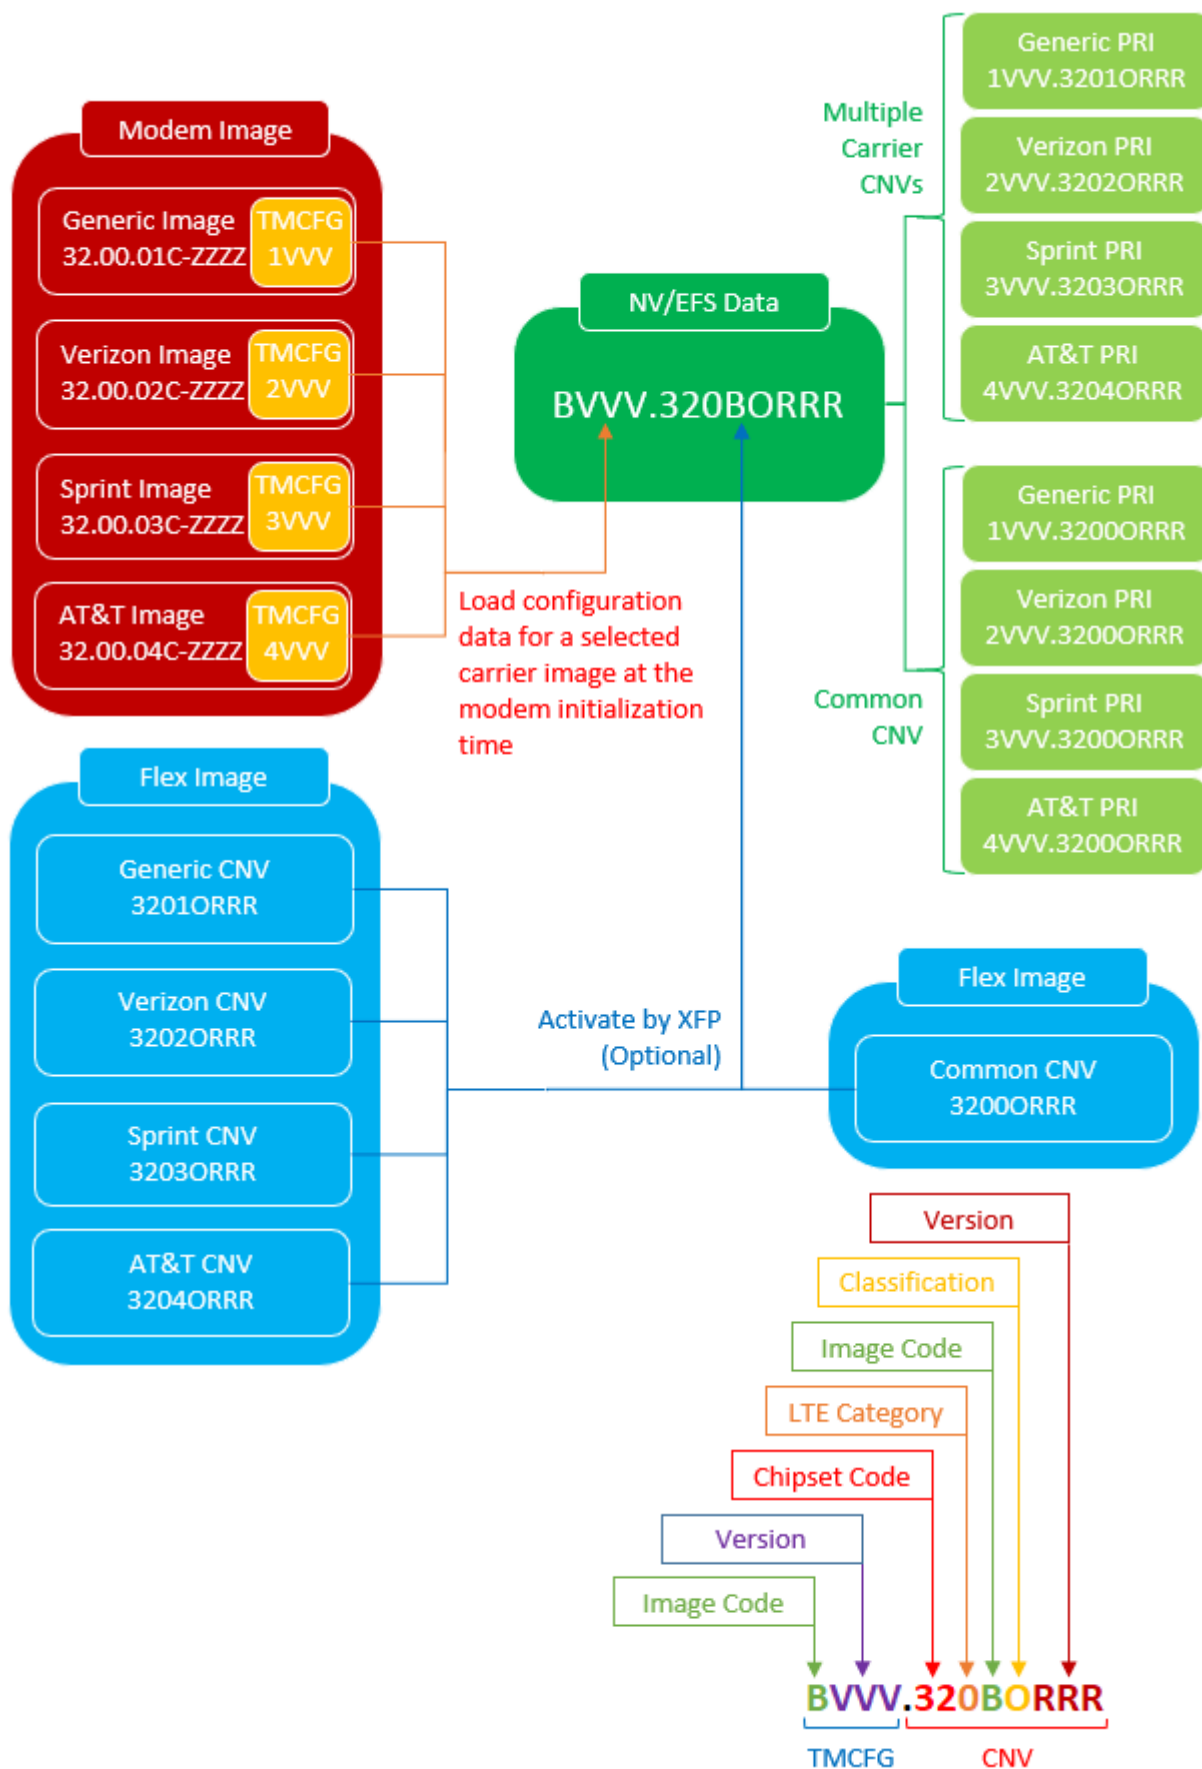 Modem Image
Generic Image
32.00.01C-ZZZZ
TMCFG
1VVV
Verizon Image
32.00.02C-ZZZZ
TMCFG
2VVV
Sprint Image
32.00.03C-ZZZZ
TMCFG
3VVV
AT&T Image
32.00.04C-ZZZZ
TMCFG
4VVV
Load configuration
data for a selected
carrier image at the
modem initialization
time
NV/EFS Data
BVVV.320BORRR
Multiple
Carrier
CNVs
Generic PRI
1VVV.3201ORRR
Verizon PRI
2VVV.3202ORRR
Sprint PRI
3VVV.3203ORRR
AT&T PRI
4VVV.3204ORRR
Common
CNV
Generic PRI
1VVV.3200ORRR
Verizon PRI
2VVV.3200ORRR
Sprint PRI
3VVV.3200ORRR
AT&T PRI
4VVV.3200ORRR
Flex Image
Generic CNV
3201ORRR
Verizon CNV
3202ORRR
Sprint CNV
3203ORRR
AT&T CNV
3204ORRR
Activate by XFP
(Optional)
Flex Image
Common CNV
3200ORRR
Version
Classification
Image Code
LTE Category
Chipset Code
Version
Image Code
BVVV.320BORRR
TMCFG
CNV